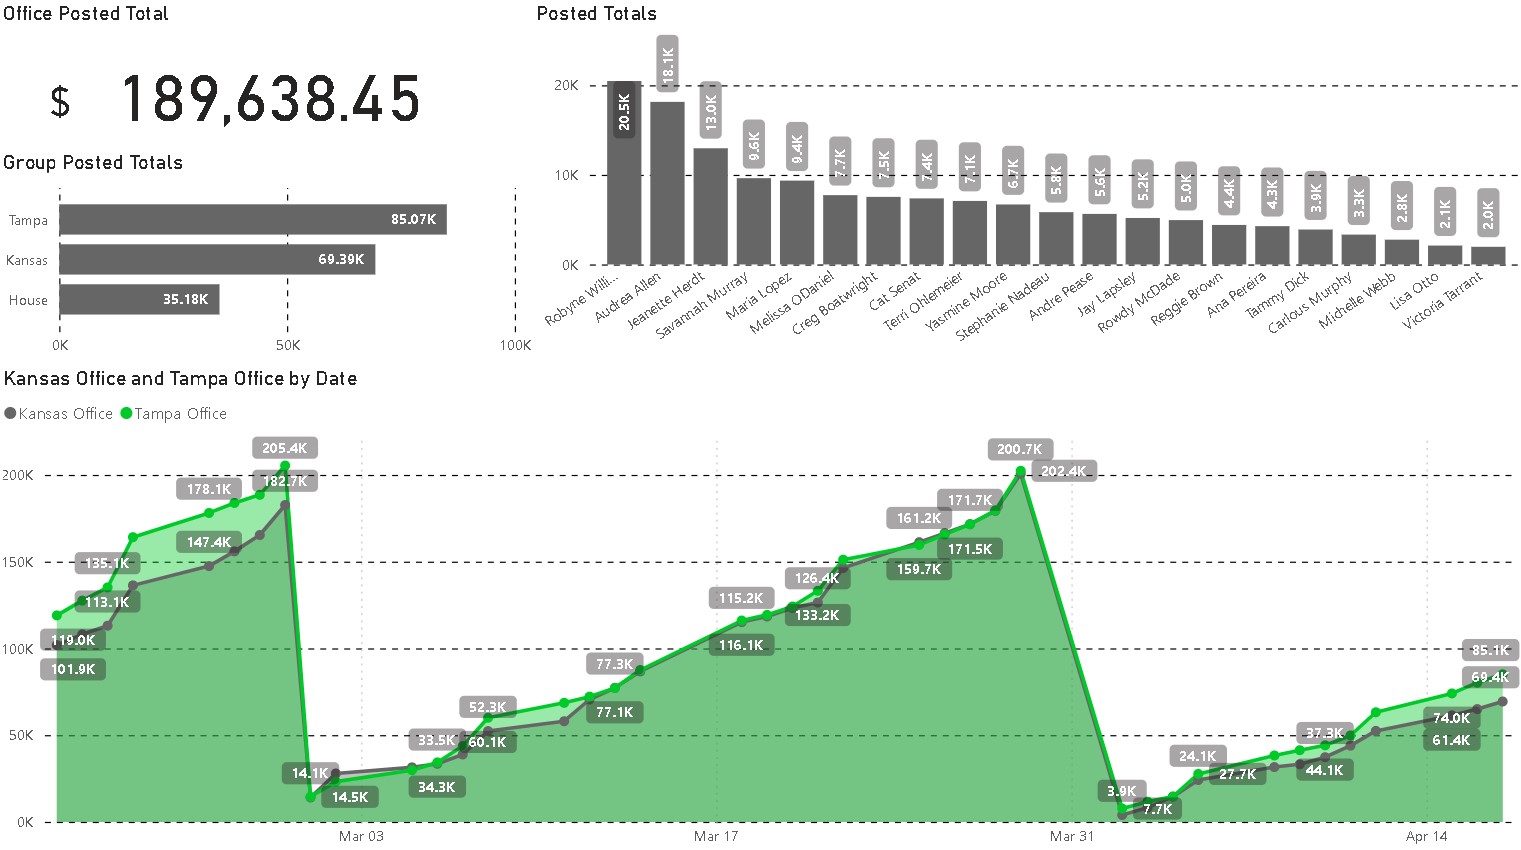 Office Posted Total
$ 189,638.45
Group Posted Totals
Tampa 85.07K
Kansas 69.39K
House 35.18K
0K 50K 100K
Posted Totals
20K
10K
0K
20.5K 18.1K 13.0K 9.6K 9.4K 7.7K 7.5K 7.4K 7.1K 6.7K 5.8K 5.6K 5.2K 5.0K 4.4K 4.3K 3.9K 3.3K 2.8K 2.1K 2.0K
Robyne Willi...
Audrea Allen
Jeanette Herdt
Savannah Murray
Maria Lopez
Melissa ODaniel
Creg Boatwright
Cat Senat
Terri Ohlemeier
Yasmine Moore
Stephanie Nadeau
Andre Pease
Jay Lapsley
Rowdy McDade
Reggie Brown
Ana Pereira
Tammy Dick
Carlous Murphy
Michelle Webb
Lisa Otto
Victoria Tarrant
Kansas Office and Tampa Office by Date
Kansas Office Tampa Office
200K
150K
100K
50K
0K
119.0K
101.9K
135.1K
113.1K
178.1K
147.4K
205.4K
182.7K
14.1K
14.5K
33.5K
34.3K
52.3K
60.1K
77.3K
77.1K
115.2K
116.1K
126.4K
133.2K
161.2K
159.7K
171.7K
171.5K
200.7K
202.4K
3.9K
7.7K
24.1K
27.7K
37.3K
44.1K
74.0K
61.4K
85.1K
69.4K
Mar 03 Mar 17 Mar 31 Apr 14